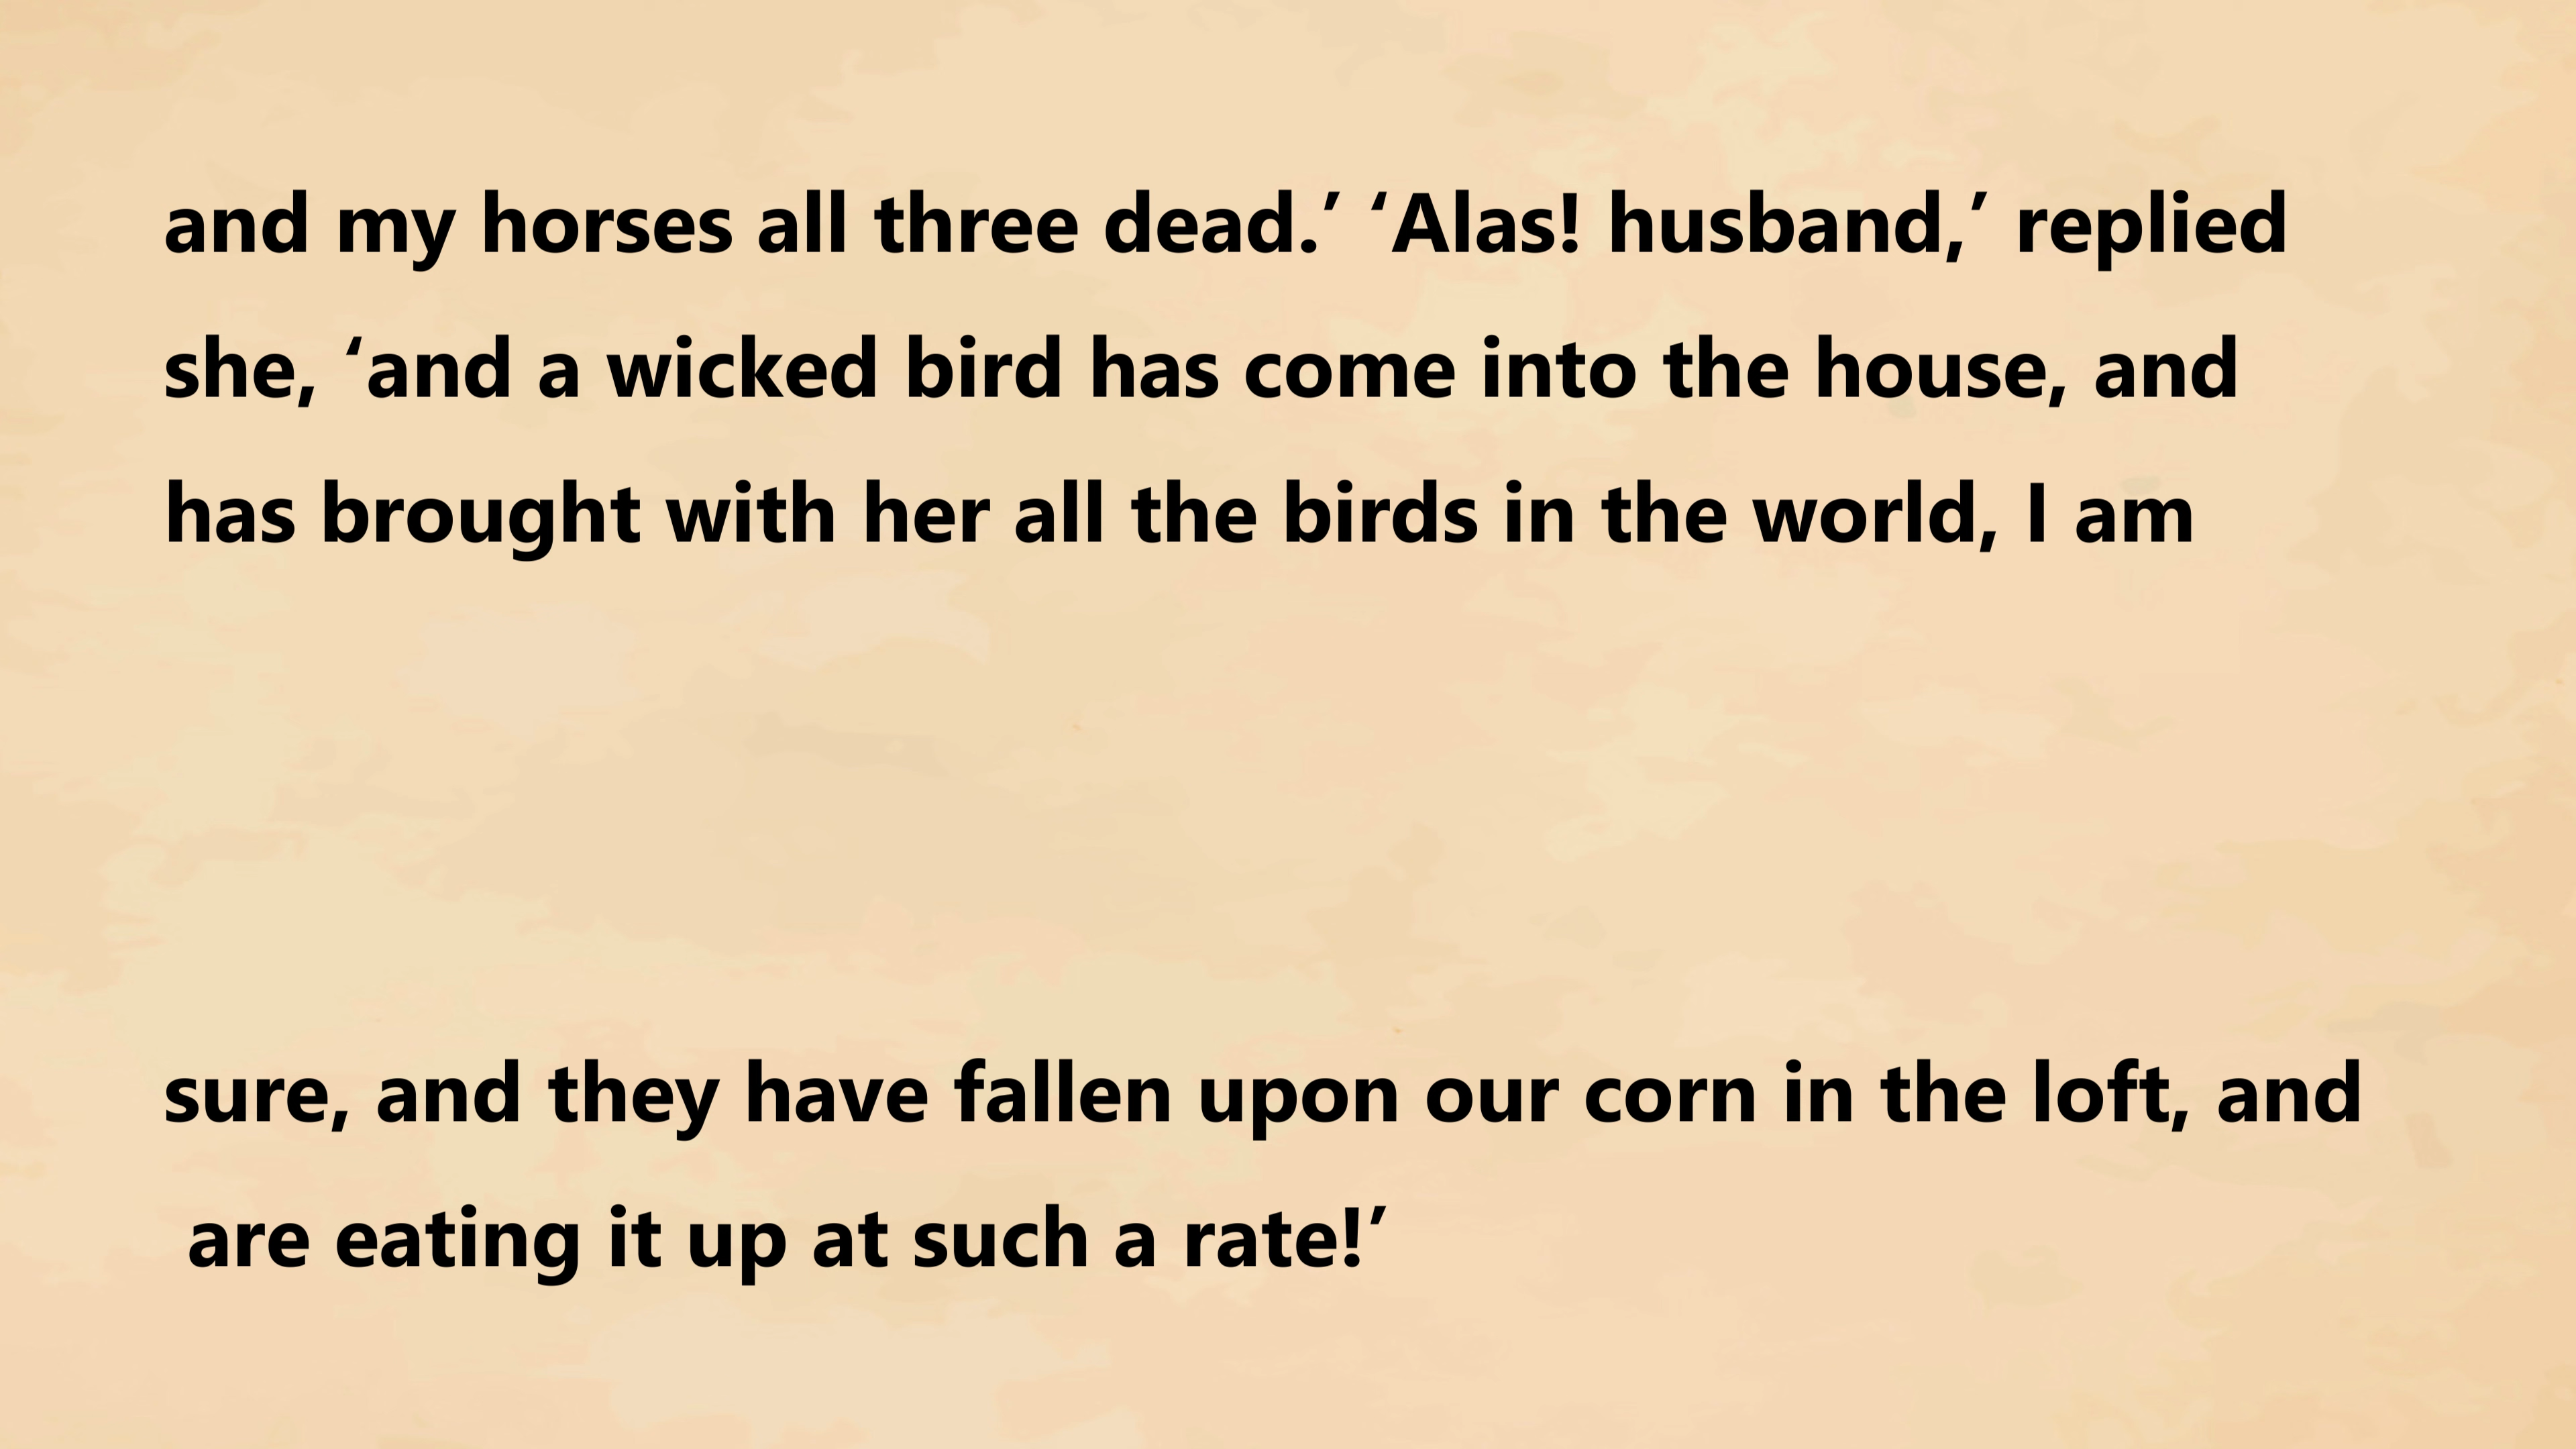 and my horses all three dead.’ ‘Alas! husband,’ replied
she, ‘and a wicked bird has come into the house, and
has brought with her all the birds in the world, I am
sure, and they have fallen upon our corn in the loft, and
are eating it up at such a rate!’